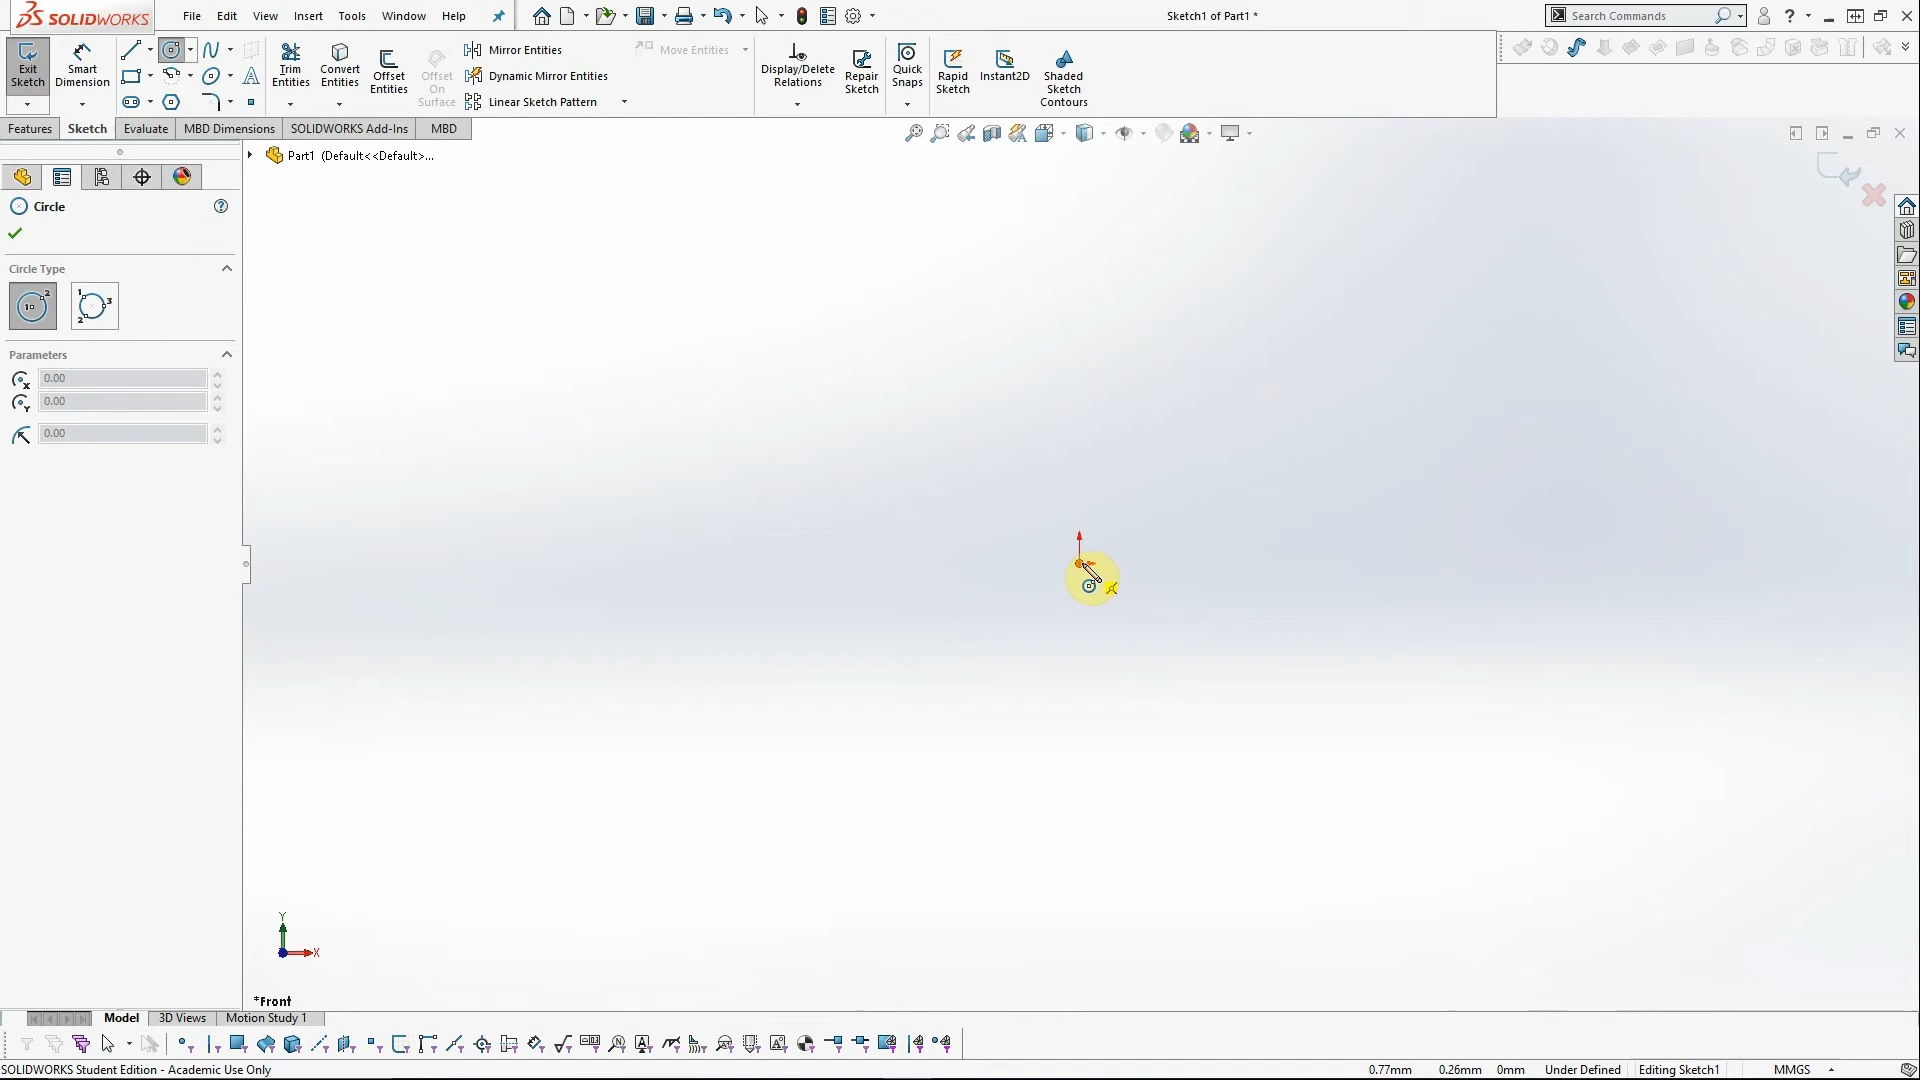 SOLIDWORKS
File Edit View Insert Tools Window Help
Sketch1 of Part1 *
Search Commands
Exit Sketch
Smart Dimension
Trim Entities
Convert Entities
Offset Entities
Offset On Surface
Mirror Entities
Dynamic Mirror Entities
Linear Sketch Pattern
Move Entities
Display/Delete Relations
Repair Sketch
Quick Snaps
Rapid Sketch
Instant2D
Shaded Sketch Contours
Features Sketch Evaluate MBD Dimensions SOLIDWORKS Add-Ins MBD
Part1 (Default<<Default>...
Circle
Circle Type
Parameters
0.00
0.00
0.00
Y
X
*Front
Model 3D Views Motion Study 1
SOLIDWORKS Student Edition - Academic Use Only
0.77mm 0.26mm 0mm Under Defined Editing Sketch1 MMGS